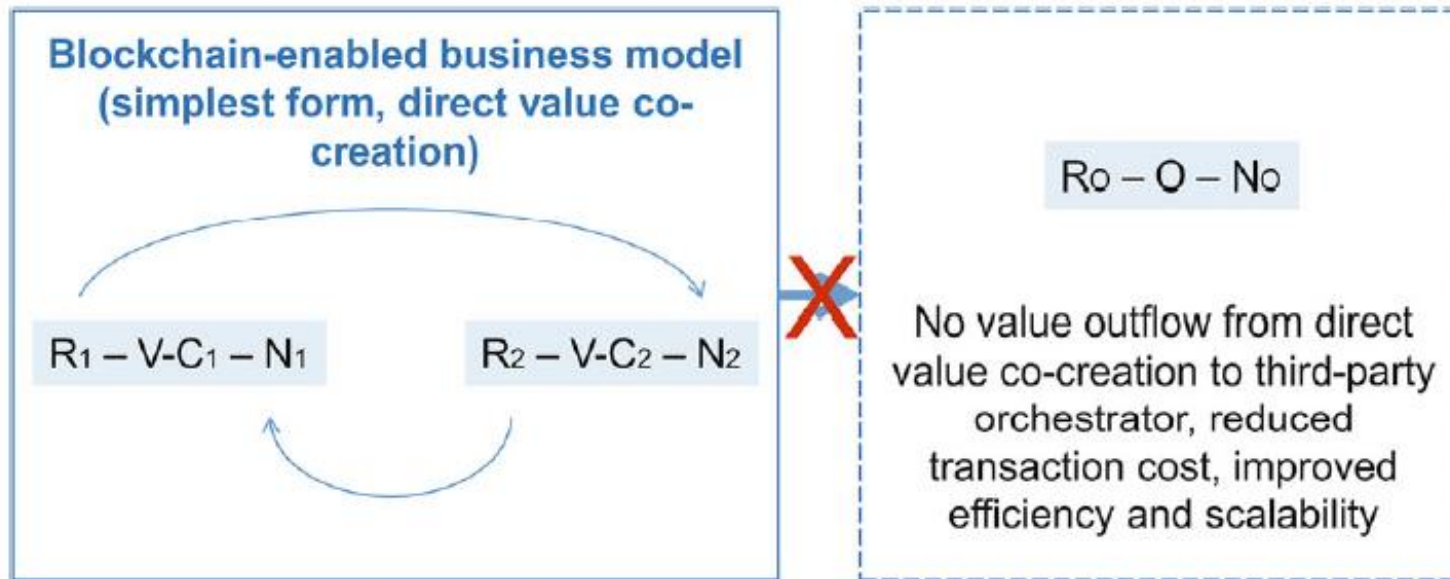 Blockchain-enabled business model
(simplest form, direct value co-
creation)
R1 – V-C1 – N1
R2 – V-C2 – N2
X
RO – O – NO
No value outflow from direct
value co-creation to third-party
orchestrator, reduced
transaction cost, improved
efficiency and scalability